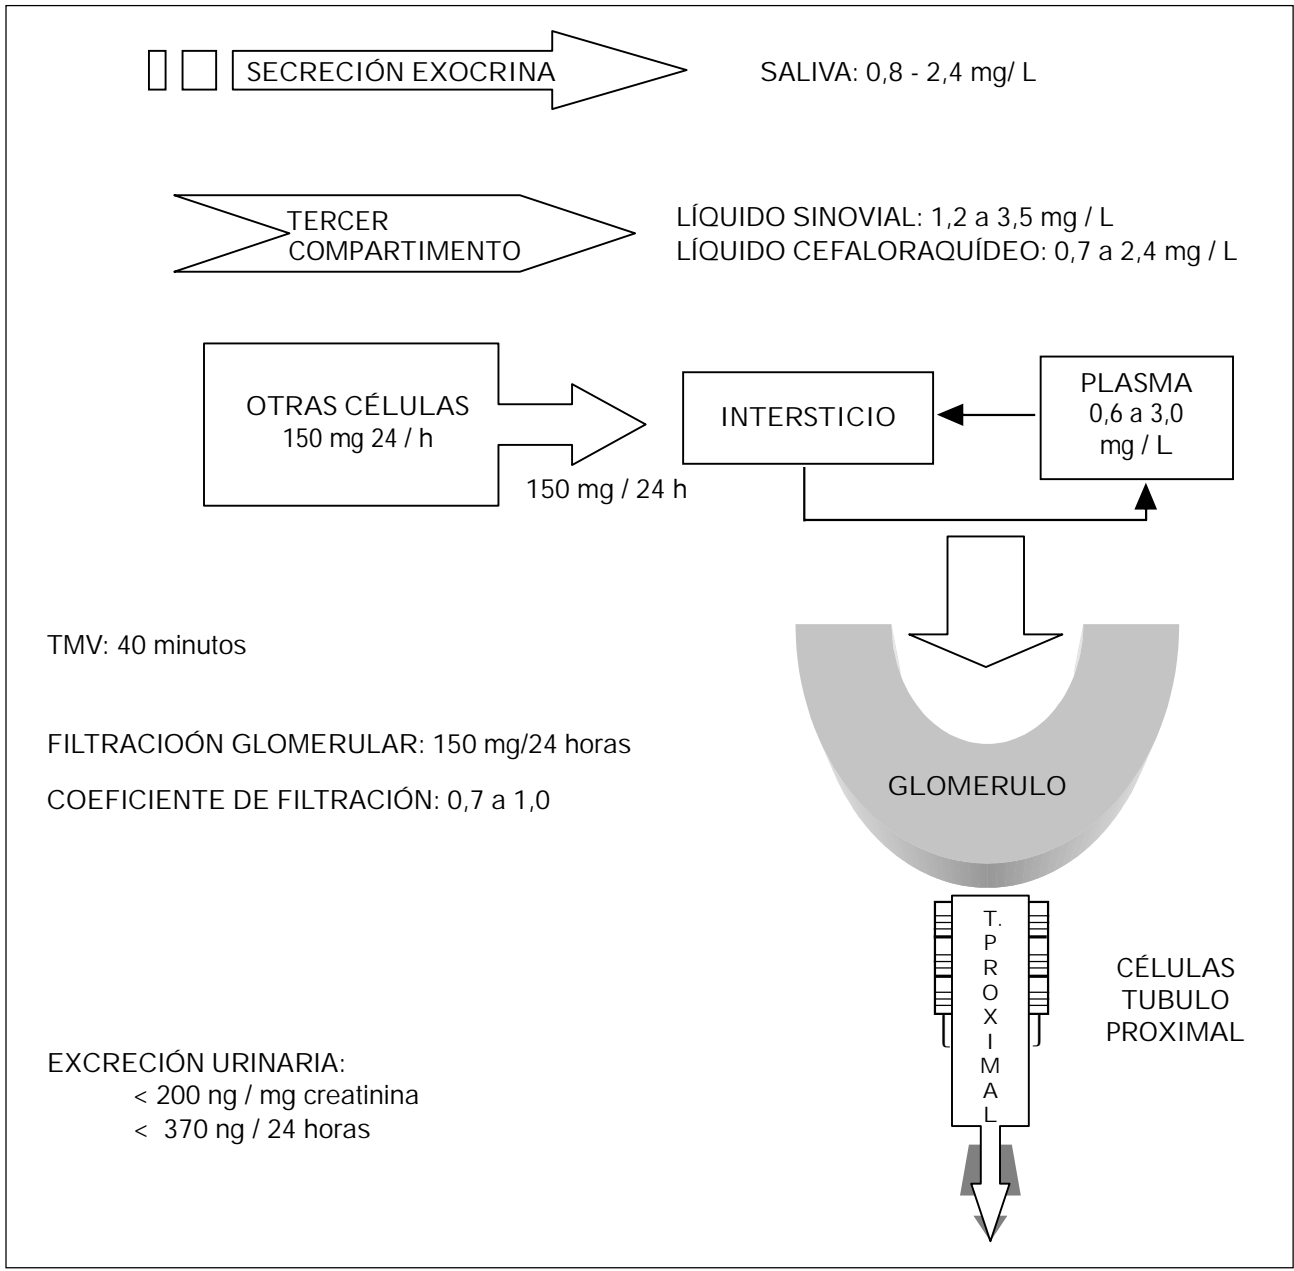 SECRECIÓN EXOCRINA
SALIVA: 0,8 - 2,4 mg/ L
TERCER
COMPARTIMENTO
LÍQUIDO SINOVIAL: 1,2 a 3,5 mg / L
LÍQUIDO CEFALORAQUÍDEO: 0,7 a 2,4 mg / L
OTRAS CÉLULAS
150 mg 24 / h
150 mg / 24 h
INTERSTICIO
PLASMA
0,6 a 3,0
mg / L
TMV: 40 minutos
FILTRACIOÓN GLOMERULAR: 150 mg/24 horas
COEFICIENTE DE FILTRACIÓN: 0,7 a 1,0
GLOMERULO
T. PROXIMAL
CÉLULAS
TUBULO
PROXIMAL
EXCRECIÓN URINARIA:
< 200 ng / mg creatinina
< 370 ng / 24 horas